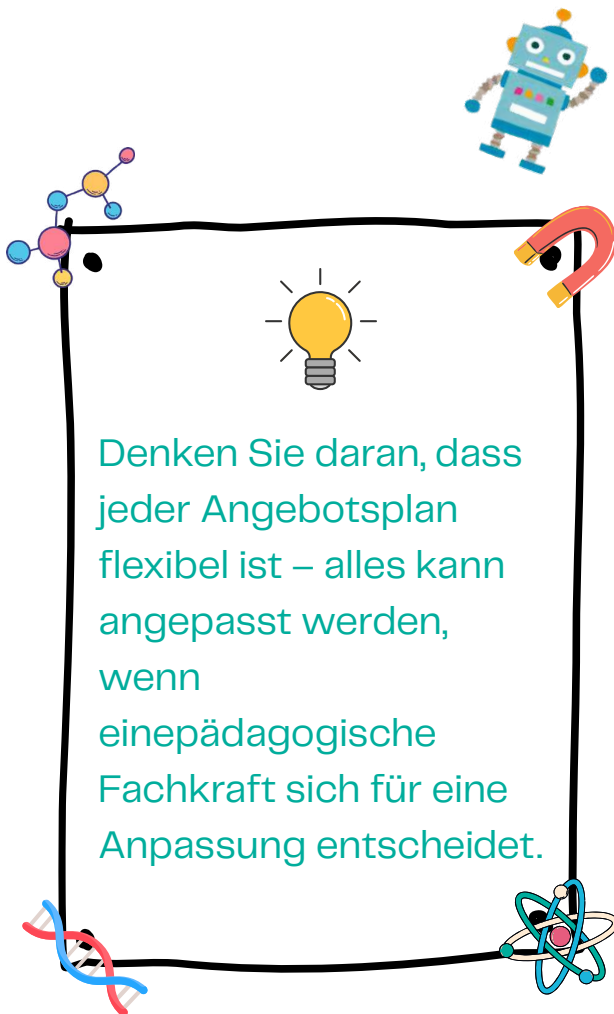 Denken Sie daran, dass
jeder Angebotsplan
flexibel ist – alles kann
angepasst werden,
wenn
einepädagogische
Fachkraft sich für eine
Anpassung entscheidet.